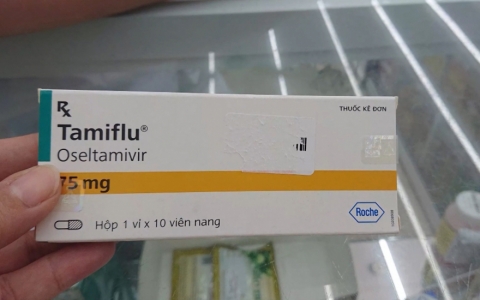 Rx
THUỐC KÊ ĐƠN
Tamiflu®
Oseltamivir
75 mg
Hộp 1 vỉ x 10 viên nang
Roche